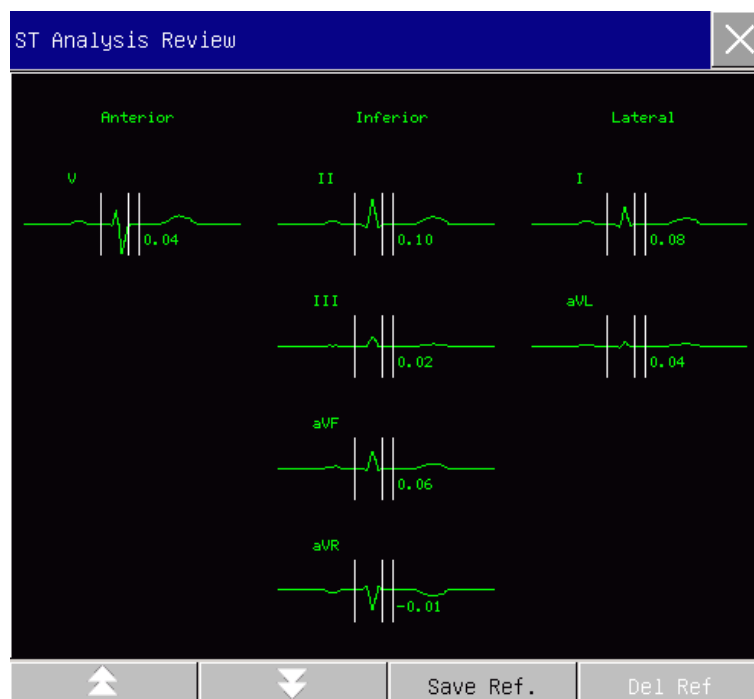 ST Analysis Review
Anterior Inferior Lateral
V II I
0.04 0.10 0.08
III aVL
0.02 0.04
aVF
0.06
aVR
-0.01
Save Ref. Del Ref